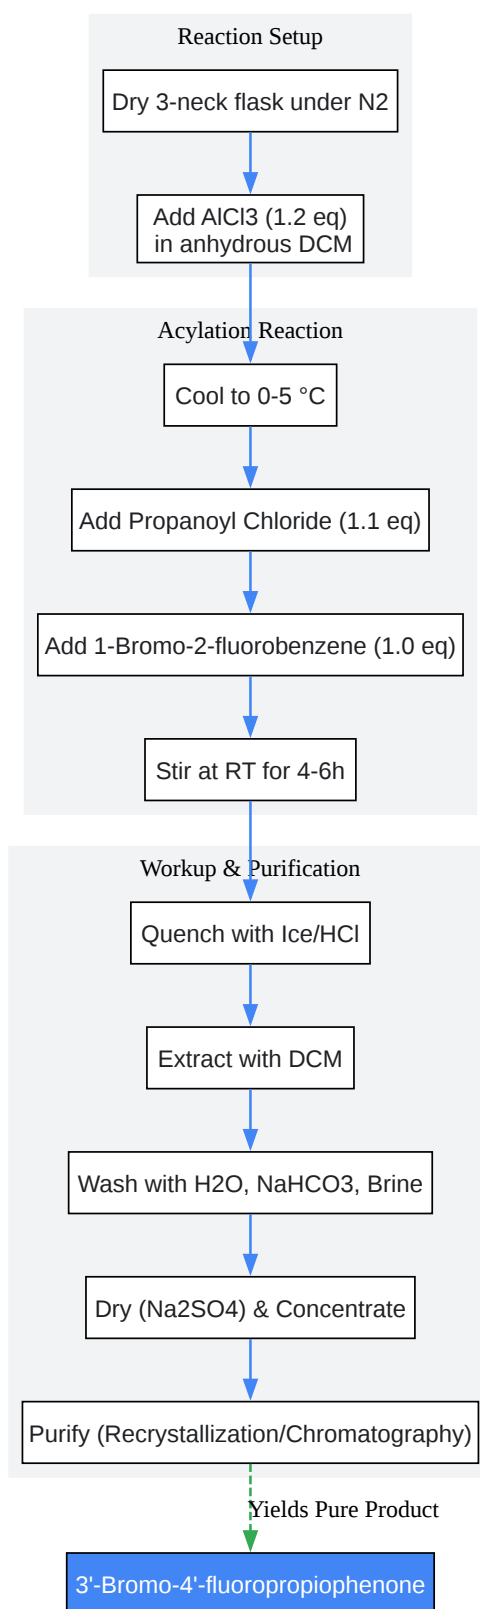 Reaction Setup
Dry 3-neck flask under N2
Add AlCl3 (1.2 eq)
in anhydrous DCM
Acylation Reaction
Cool to 0-5 °C
Add Propanoyl Chloride (1.1 eq)
Add 1-Bromo-2-fluorobenzene (1.0 eq)
Stir at RT for 4-6h
Workup & Purification
Quench with Ice/HCl
Extract with DCM
Wash with H2O, NaHCO3, Brine
Dry (Na2SO4) & Concentrate
Purify (Recrystallization/Chromatography)
Yields Pure Product
3'-Bromo-4'-fluoropropiophenone